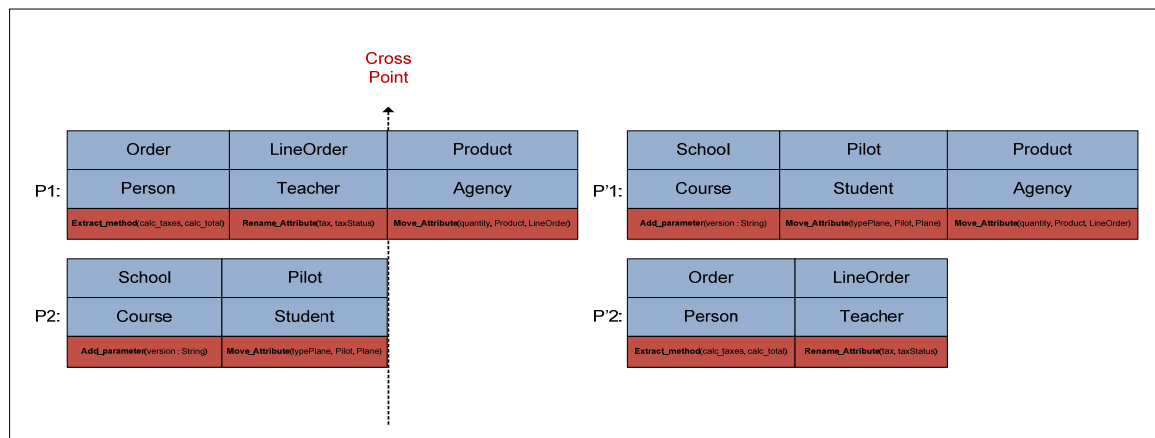 Cross
Point
P1:
Order LineOrder Product
Person Teacher Agency
Extract_method(calc_taxes, calc_total) Rename_Attribute(tax, taxStatus) Move_Attribute(quantity, Product, LineOrder)
P2:
School Pilot
Course Student
Add_parameter(version : String) Move_Attribute(typePlane, Pilot, Plane)
P'1:
School Pilot Product
Course Student Agency
Add_parameter(version : String) Move_Attribute(typePlane, Pilot, Plane) Move_Attribute(quantity, Product, LineOrder)
P'2:
Order LineOrder
Person Teacher
Extract_method(calc_taxes, calc_total) Rename_Attribute(tax, taxStatus)